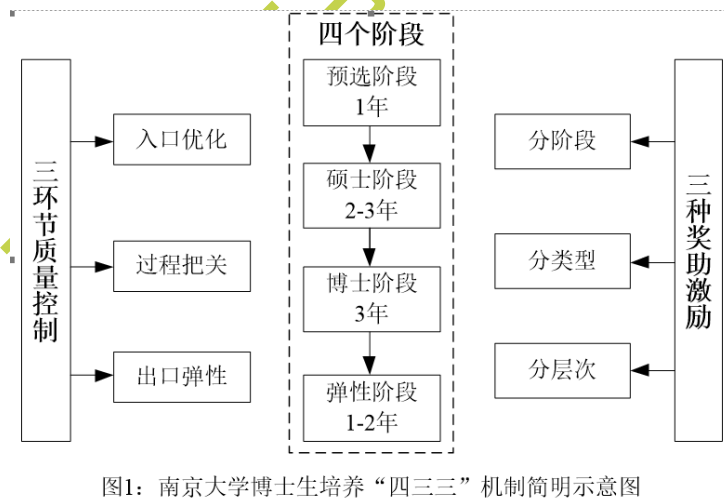 四个阶段
预选阶段
1年
硕士阶段
2-3年
博士阶段
3年
弹性阶段
1-2年
三环节质量控制
入口优化
过程把关
出口弹性
三种奖助激励
分阶段
分类型
分层次
图1：南京大学博士生培养“四三三”机制简明示意图